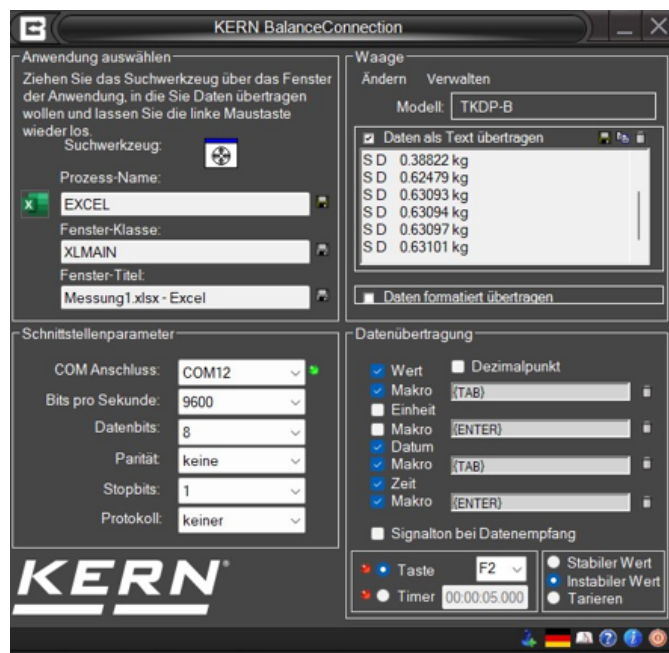 KERN BalanceConnection
Anwendung auswählen
Ziehen Sie das Suchwerkzeug über das Fenster
der Anwendung, in die Sie Daten übertragen
wollen und lassen Sie die linke Maustaste
wieder los.
Suchwerkzeug:
Prozess-Name:
EXCEL
Fenster-Klasse:
XLMAIN
Fenster-Titel:
Messung1.xlsx - Excel
Waage
Ändern Verwalten
Modell: TKDP-B
Daten als Text übertragen
S D 0.38822 kg
S D 0.62479 kg
S D 0.63093 kg
S D 0.63094 kg
S D 0.63097 kg
S D 0.63101 kg
Daten formatiert übertragen
Schnittstellenparameter
COM Anschluss: COM12
Bits pro Sekunde: 9600
Datenbits: 8
Parität: keine
Stopbits: 1
Protokoll: keiner
KERN
Datenübertragung
Wert Dezimalpunkt
Makro {TAB}
Einheit
Makro {ENTER}
Datum
Makro {TAB}
Zeit
Makro {ENTER}
Signalton bei Datenempfang
Taste F2
Timer 00:00:05.000
Stabiler Wert
Instabiler Wert
Tarieren